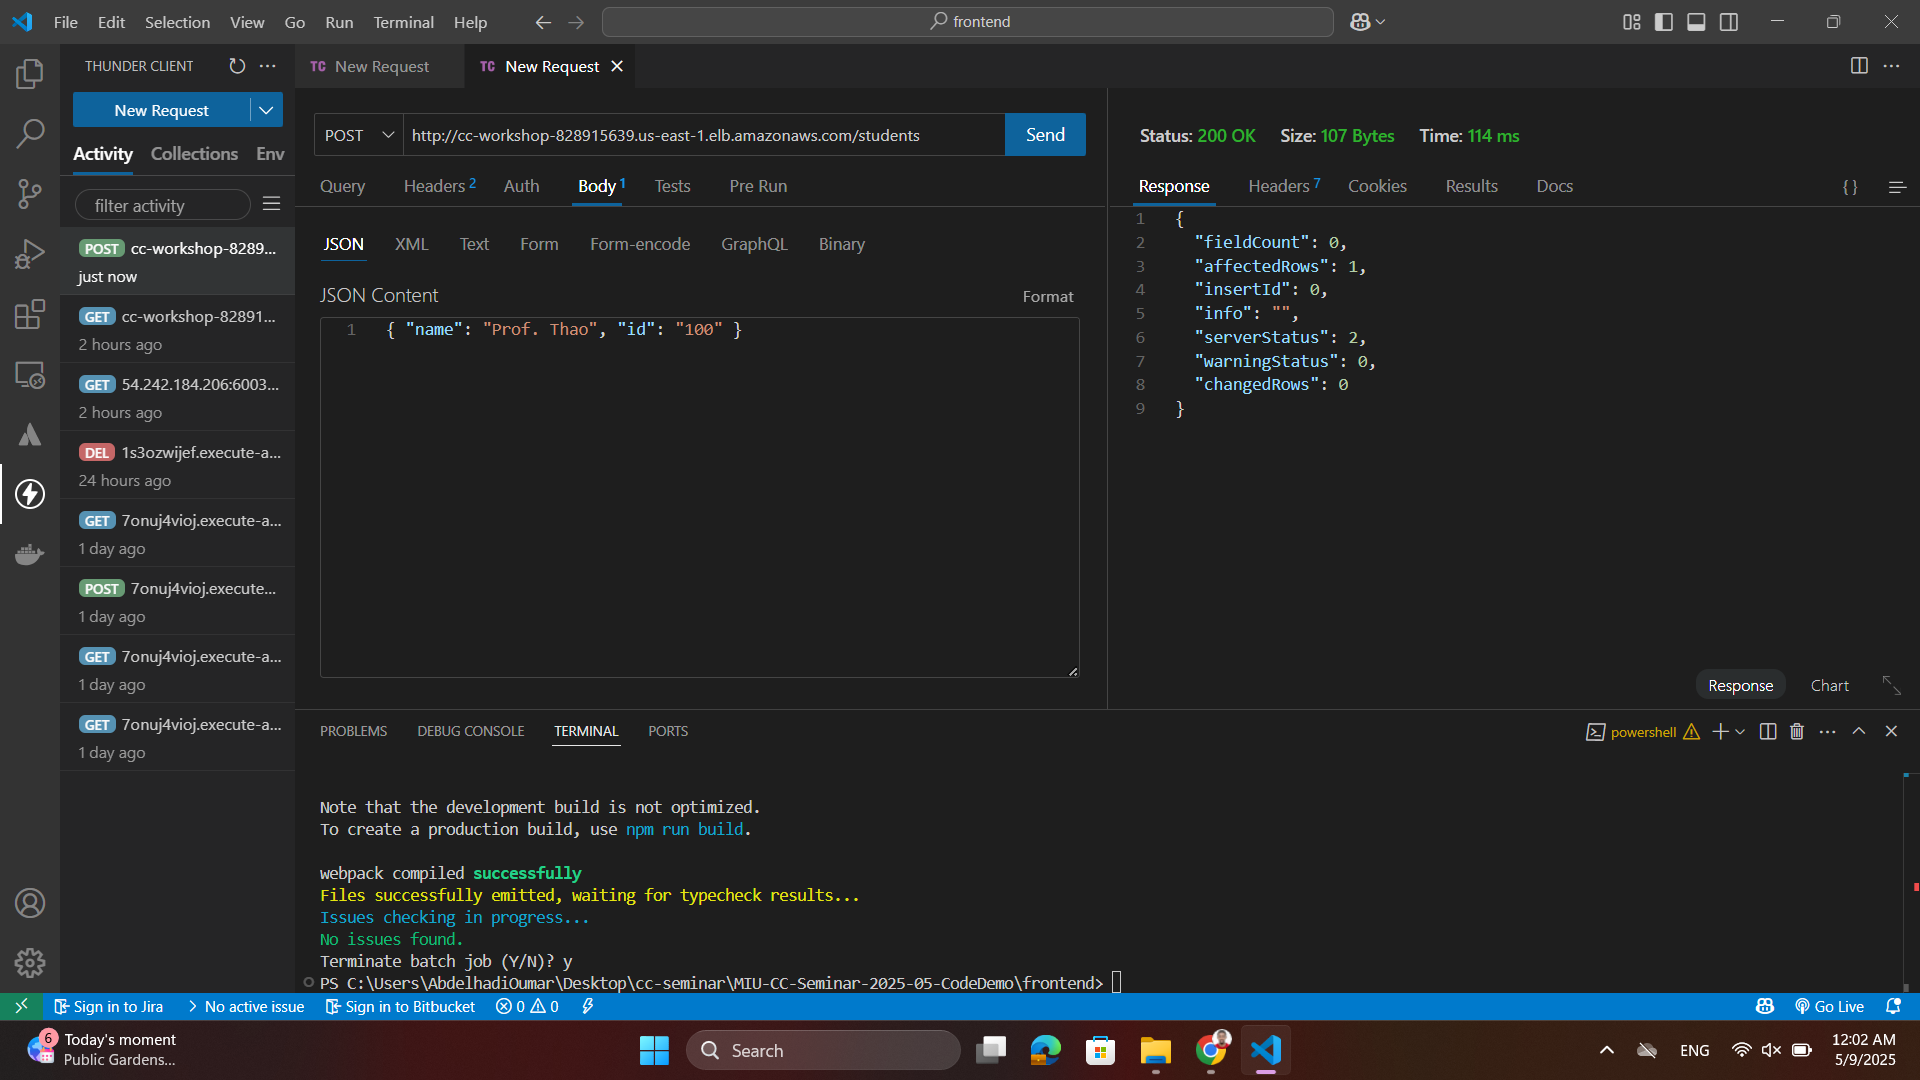 File Edit Selection View Go Run Terminal Help
frontend
THUNDER CLIENT
New Request
Activity Collections Env
filter activity
POST cc-workshop-8289...
just now
GET cc-workshop-82891...
2 hours ago
GET 54.242.184.206:6003...
2 hours ago
DEL 1s3ozwijef.execute-a...
24 hours ago
GET 7onuj4vioj.execute-a...
1 day ago
POST 7onuj4vioj.execute...
1 day ago
GET 7onuj4vioj.execute-a...
1 day ago
GET 7onuj4vioj.execute-a...
1 day ago
TC New Request
TC New Request
POST http://cc-workshop-828915639.us-east-1.elb.amazonaws.com/students Send
Query Headers 2 Auth Body 1 Tests Pre Run
JSON XML Text Form Form-encode GraphQL Binary
JSON Content Format
1 { "name": "Prof. Thao", "id": "100" }
Status: 200 OK Size: 107 Bytes Time: 114 ms
Response Headers 7 Cookies Results Docs { }
1 {
2 "fieldCount": 0,
3 "affectedRows": 1,
4 "insertId": 0,
5 "info": "",
6 "serverStatus": 2,
7 "warningStatus": 0,
8 "changedRows": 0
9 }
Response Chart
PROBLEMS DEBUG CONSOLE TERMINAL PORTS
powershell
Note that the development build is not optimized.
To create a production build, use npm run build.
webpack compiled successfully
Files successfully emitted, waiting for typecheck results...
Issues checking in progress...
No issues found.
Terminate batch job (Y/N)? y
PS C:\Users\AbdelhadiOumar\Desktop\cc-seminar\MIU-CC-Seminar-2025-05-CodeDemo\frontend>
Sign in to Jira No active issue Sign in to Bitbucket 0 0 Go Live
6
Today's moment
Public Gardens...
Search
ENG
12:02 AM
5/9/2025